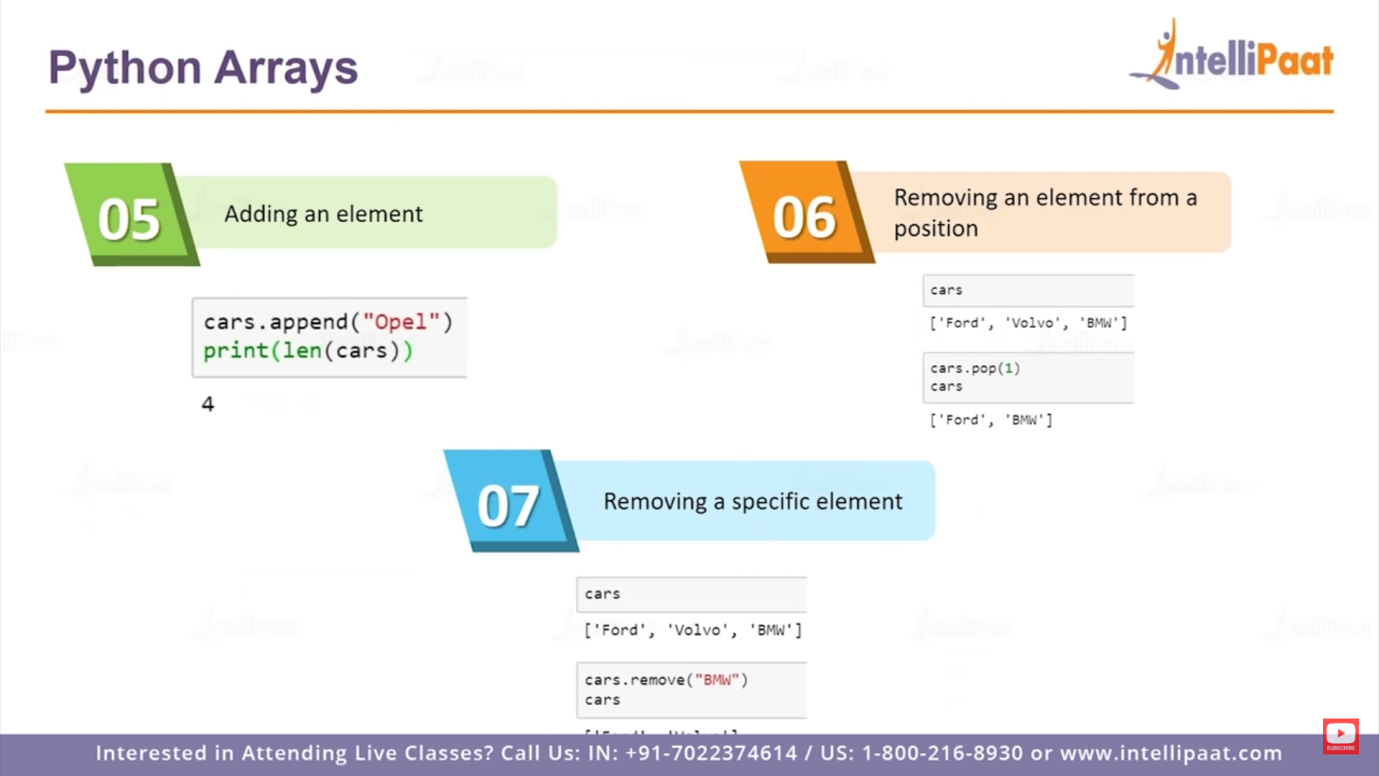 Python Arrays
IntelliPaat
05
Adding an element
cars.append("Opel")
print(len(cars))
4
06
Removing an element from a
position
cars
['Ford', 'Volvo', 'BMW']
cars.pop(1)
cars
['Ford', 'BMW']
07
Removing a specific element
cars
['Ford', 'Volvo', 'BMW']
cars.remove("BMW")
cars
['Ford', 'Volvo']
SUBSCRIBE
Interested in Attending Live Classes? Call Us: IN: +91-7022374614 / US: 1-800-216-8930 or www.intellipaat.com